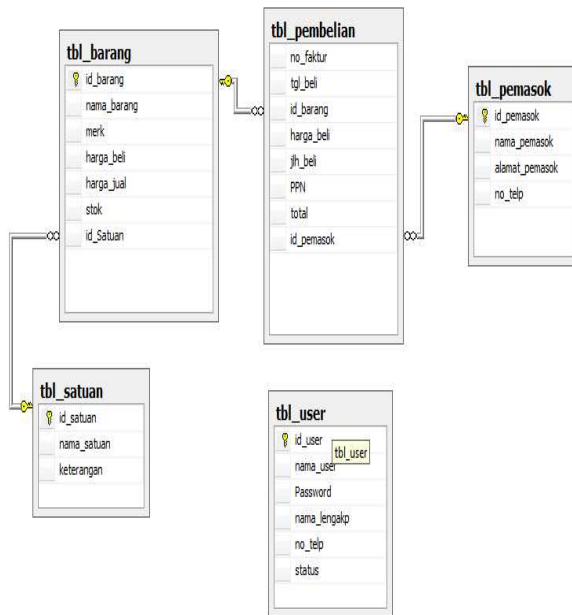 tbl_barang
id_barang
nama_barang
merk
harga_beli
harga_jual
stok
id_Satuan
tbl_pembelian
no_faktur
tgl_beli
id_barang
harga_beli
jlh_beli
PPN
total
id_pemasok
tbl_pemasok
id_pemasok
nama_pemasok
alamat_pemasok
no_telp
tbl_satuan
id_satuan
nama_satuan
keterangan
tbl_user
id_user
nama_user
tbl_user
Password
nama_lengakp
no_telp
status